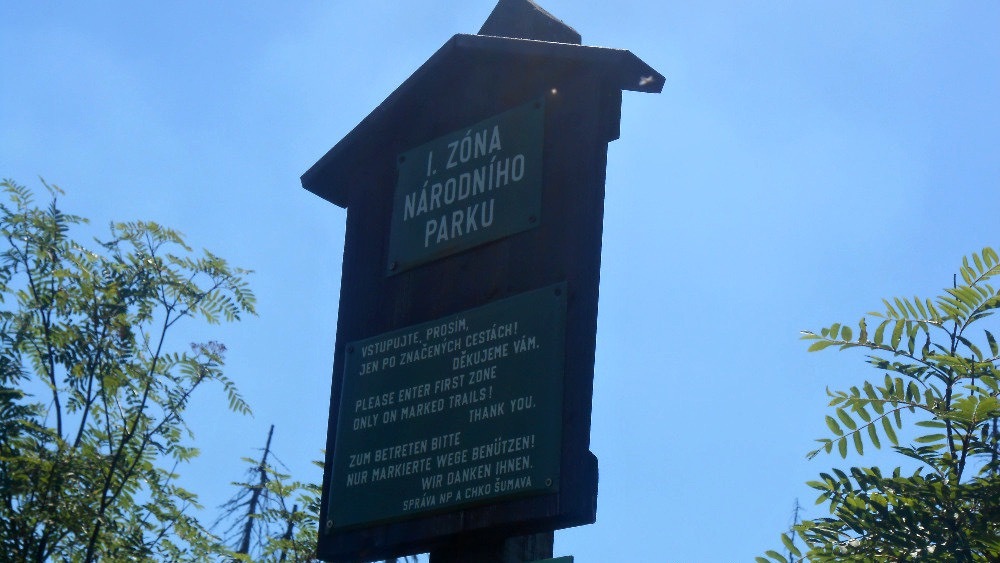 I. ZÓNA
NÁRODNÍHO
PARKU
VSTUPUJTE, PROSÍM,
JEN PO ZNAČENÝCH CESTÁCH!
DĚKUJEME VÁM.
PLEASE ENTER FIRST ZONE
ONLY ON MARKED TRAILS!
THANK YOU.
ZUM BETRETEN BITTE
NUR MARKIERTE WEGE BENÜTZEN!
WIR DANKEN IHNEN.
SPRÁVA NP A CHKO ŠUMAVA